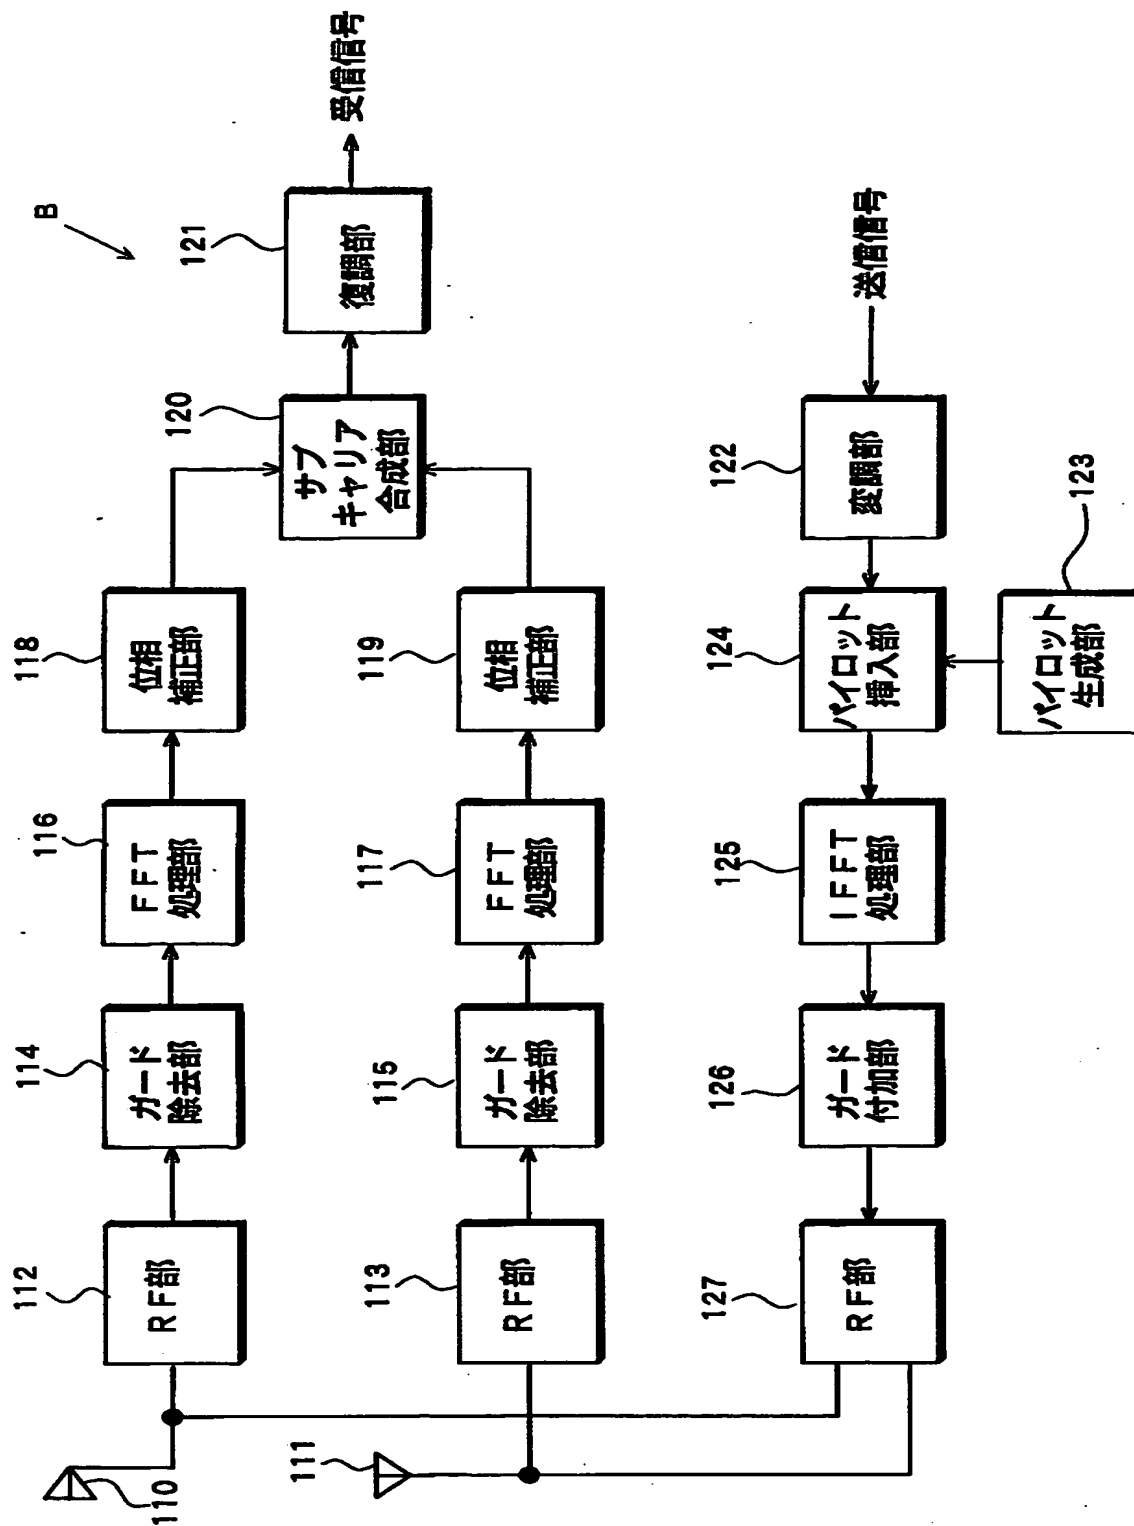 B
110
112
RF部
114
ガード
除去部
116
FFT
処理部
118
位相
補正部
120
サブ
キャリア
合成部
121
復調部
受信信号
111
113
RF部
115
ガード
除去部
117
FFT
処理部
119
位相
補正部
127
RF部
126
ガード
付加部
125
IFFT
処理部
124
パイロット
挿入部
122
変調部
送信信号
123
パイロット
生成部